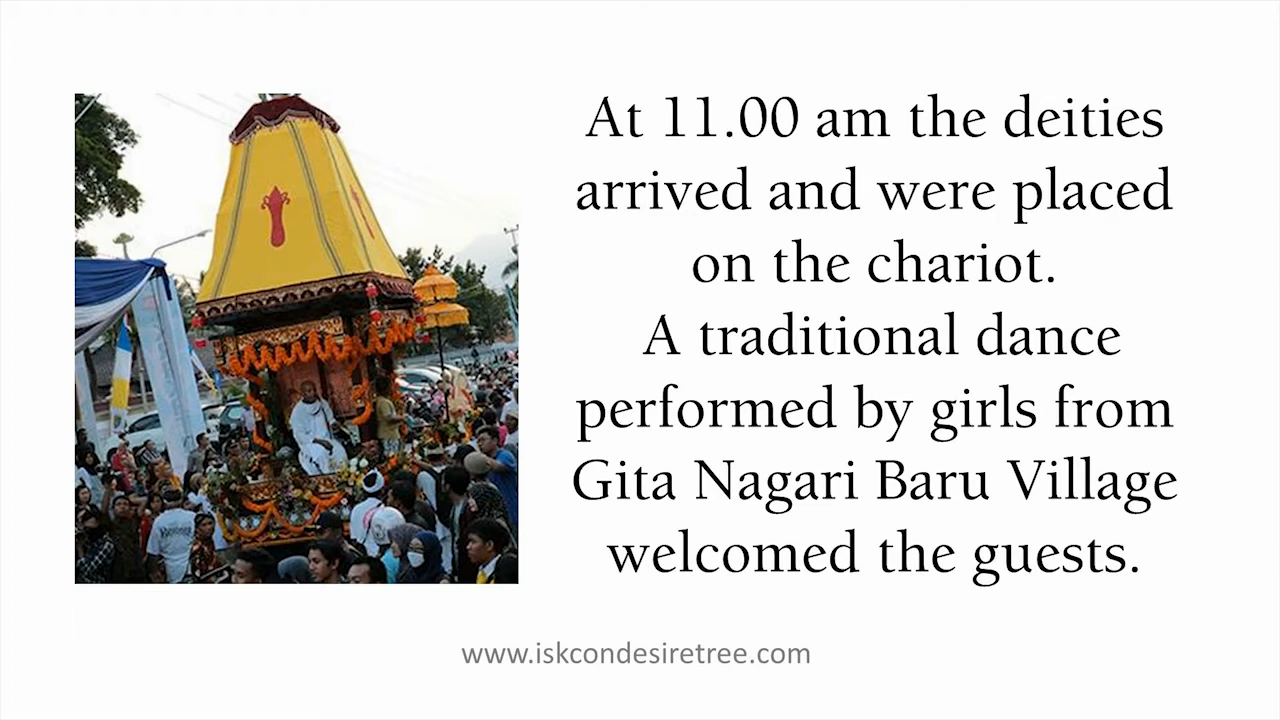 At 11.00 am the deities
arrived and were placed
on the chariot.
A traditional dance
performed by girls from
Gita Nagari Baru Village
welcomed the guests.
www.iskcondesiretree.com